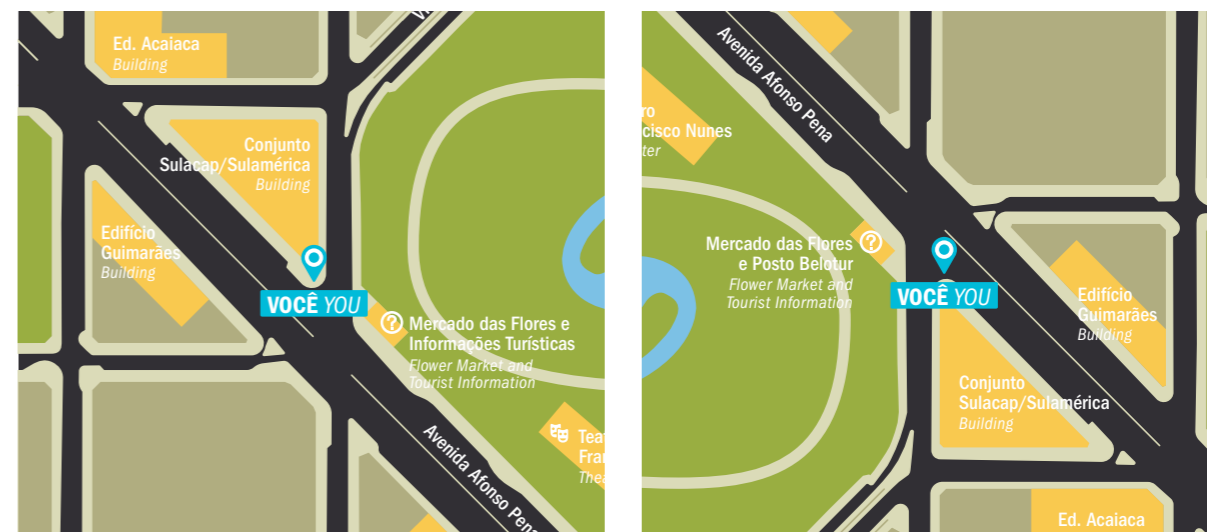 Ed. Acaiaca
Building
Conjunto
Sulacap/Sulamérica
Building
Edifício
Guimarães
Building
VOCÊ YOU
Mercado das Flores e
Informações Turísticas
Flower Market and
Tourist Information
Avenida Afonso Pena
Avenida Afonso Pena
cisco Nunes
Mercado das Flores
e Posto Belotur
Flower Market and
Tourist Information
VOCÊ YOU
Edifício
Guimarães
Building
Conjunto
Sulacap/Sulamérica
Building
Ed. Acaiaca